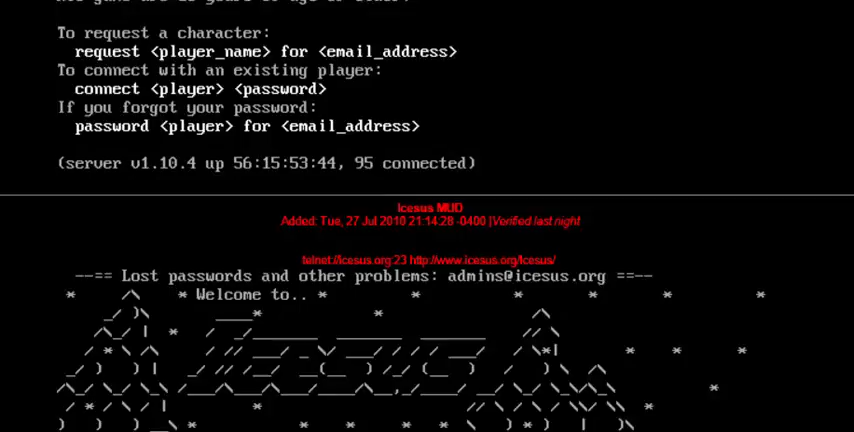 To request a character:
request <player_name> for <email_address>
To connect with an existing player:
connect <player> <password>
If you forgot your password:
password <player> for <email_address>
(server v1.10.4 up 56:15:53:44, 95 connected)
Icesus MUD
Added: Tue, 27 Jul 2010 21:14:28 -0400 |Verified last night
telnet://icesus.org:23 http://www.icesus.org/Icesus/
--== Lost passwords and other problems: admins@icesus.org ==--
* Welcome to.. *
Icesus